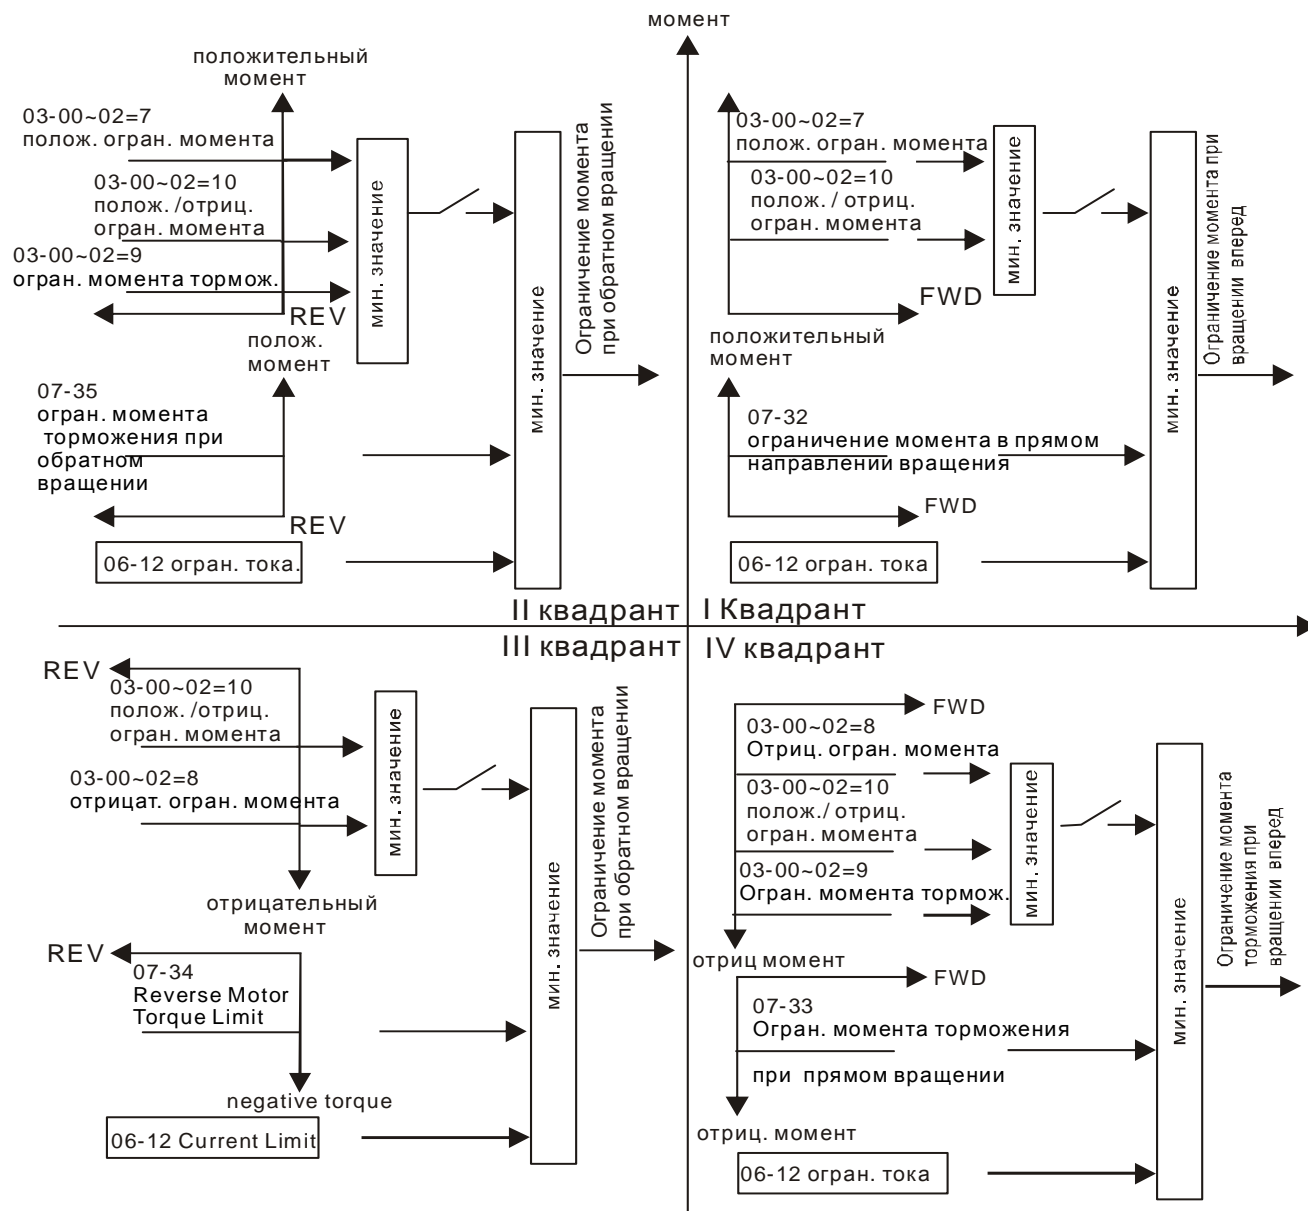 момент
положительный
момент
03-00~02=7
полож. огран. момента
03-00~02=10
полож. /отриц.
огран. момента
03-00~02=9
огран. момента тормож.
REV
мин. значение
мин. значение
Ограничение момента
при обратном вращении
полож.
момент
07-35
огран. момента
торможения при
обратном
вращении
REV
06-12 огран. тока.
II квадрант
03-00~02=7
полож. огран. момента
03-00~02=10
полож. / отриц.
огран. момента
FWD
мин. значение
мин. значение
Ограничение момента при
вращении вперед
положительный
момент
07-32
ограничение момента в прямом
направлении вращения
FWD
06-12 огран. тока
I Квадрант
III квадрант
REV
03-00~02=10
полож. /отриц.
огран. момента
03-00~02=8
отрицат. огран. момента
мин. значение
мин. значение
Ограничение момента
при обратном вращении
отрицательный
момент
REV
07-34
Reverse Motor
Torque Limit
negative torque
06-12 Current Limit
IV квадрант
FWD
03-00~02=8
Отриц. огран. момента
03-00~02=10
полож./ отриц.
огран. момента
03-00~02=9
Огран. момента тормож.
мин. значение
мин. значение
Ограничение момента
торможения при
вращении вперед
отриц момент
FWD
07-33
Огран. момента торможения
при прямом вращении
отриц. момент
06-12 огран. тока